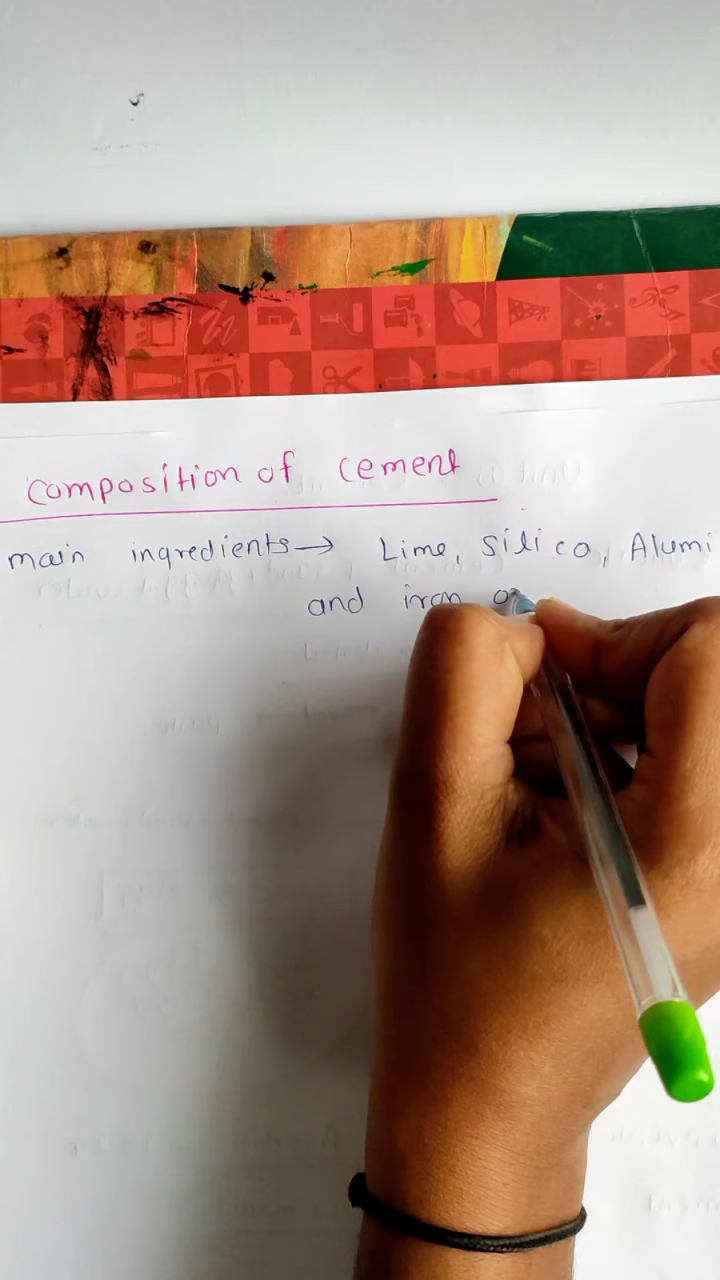 composition of cement
main ingredients → Lime, Silica, Alumi
and iron